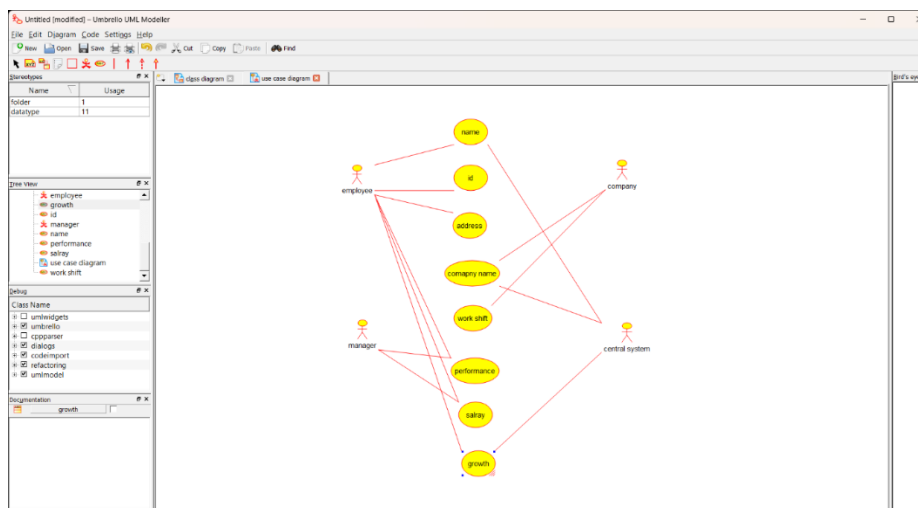 Untitled [modified] – Umbrello UML Modeller
File Edit Diagram Code Settings Help
New Open Save Cut Copy Paste Find
Stereotypes
Name Usage
folder 1
datatype 11
Tree View
employee
growth
id
manager
name
performance
salray
use case diagram
work shift
Debug
Class Name
umlwidgets
umbrello
cppparser
dialogs
codeimport
refactoring
umlmodel
Documentation
growth
class diagram use case diagram
Bird's eye
name
employee
id
company
address
comapny name
work shift
manager
central system
performance
salray
growth